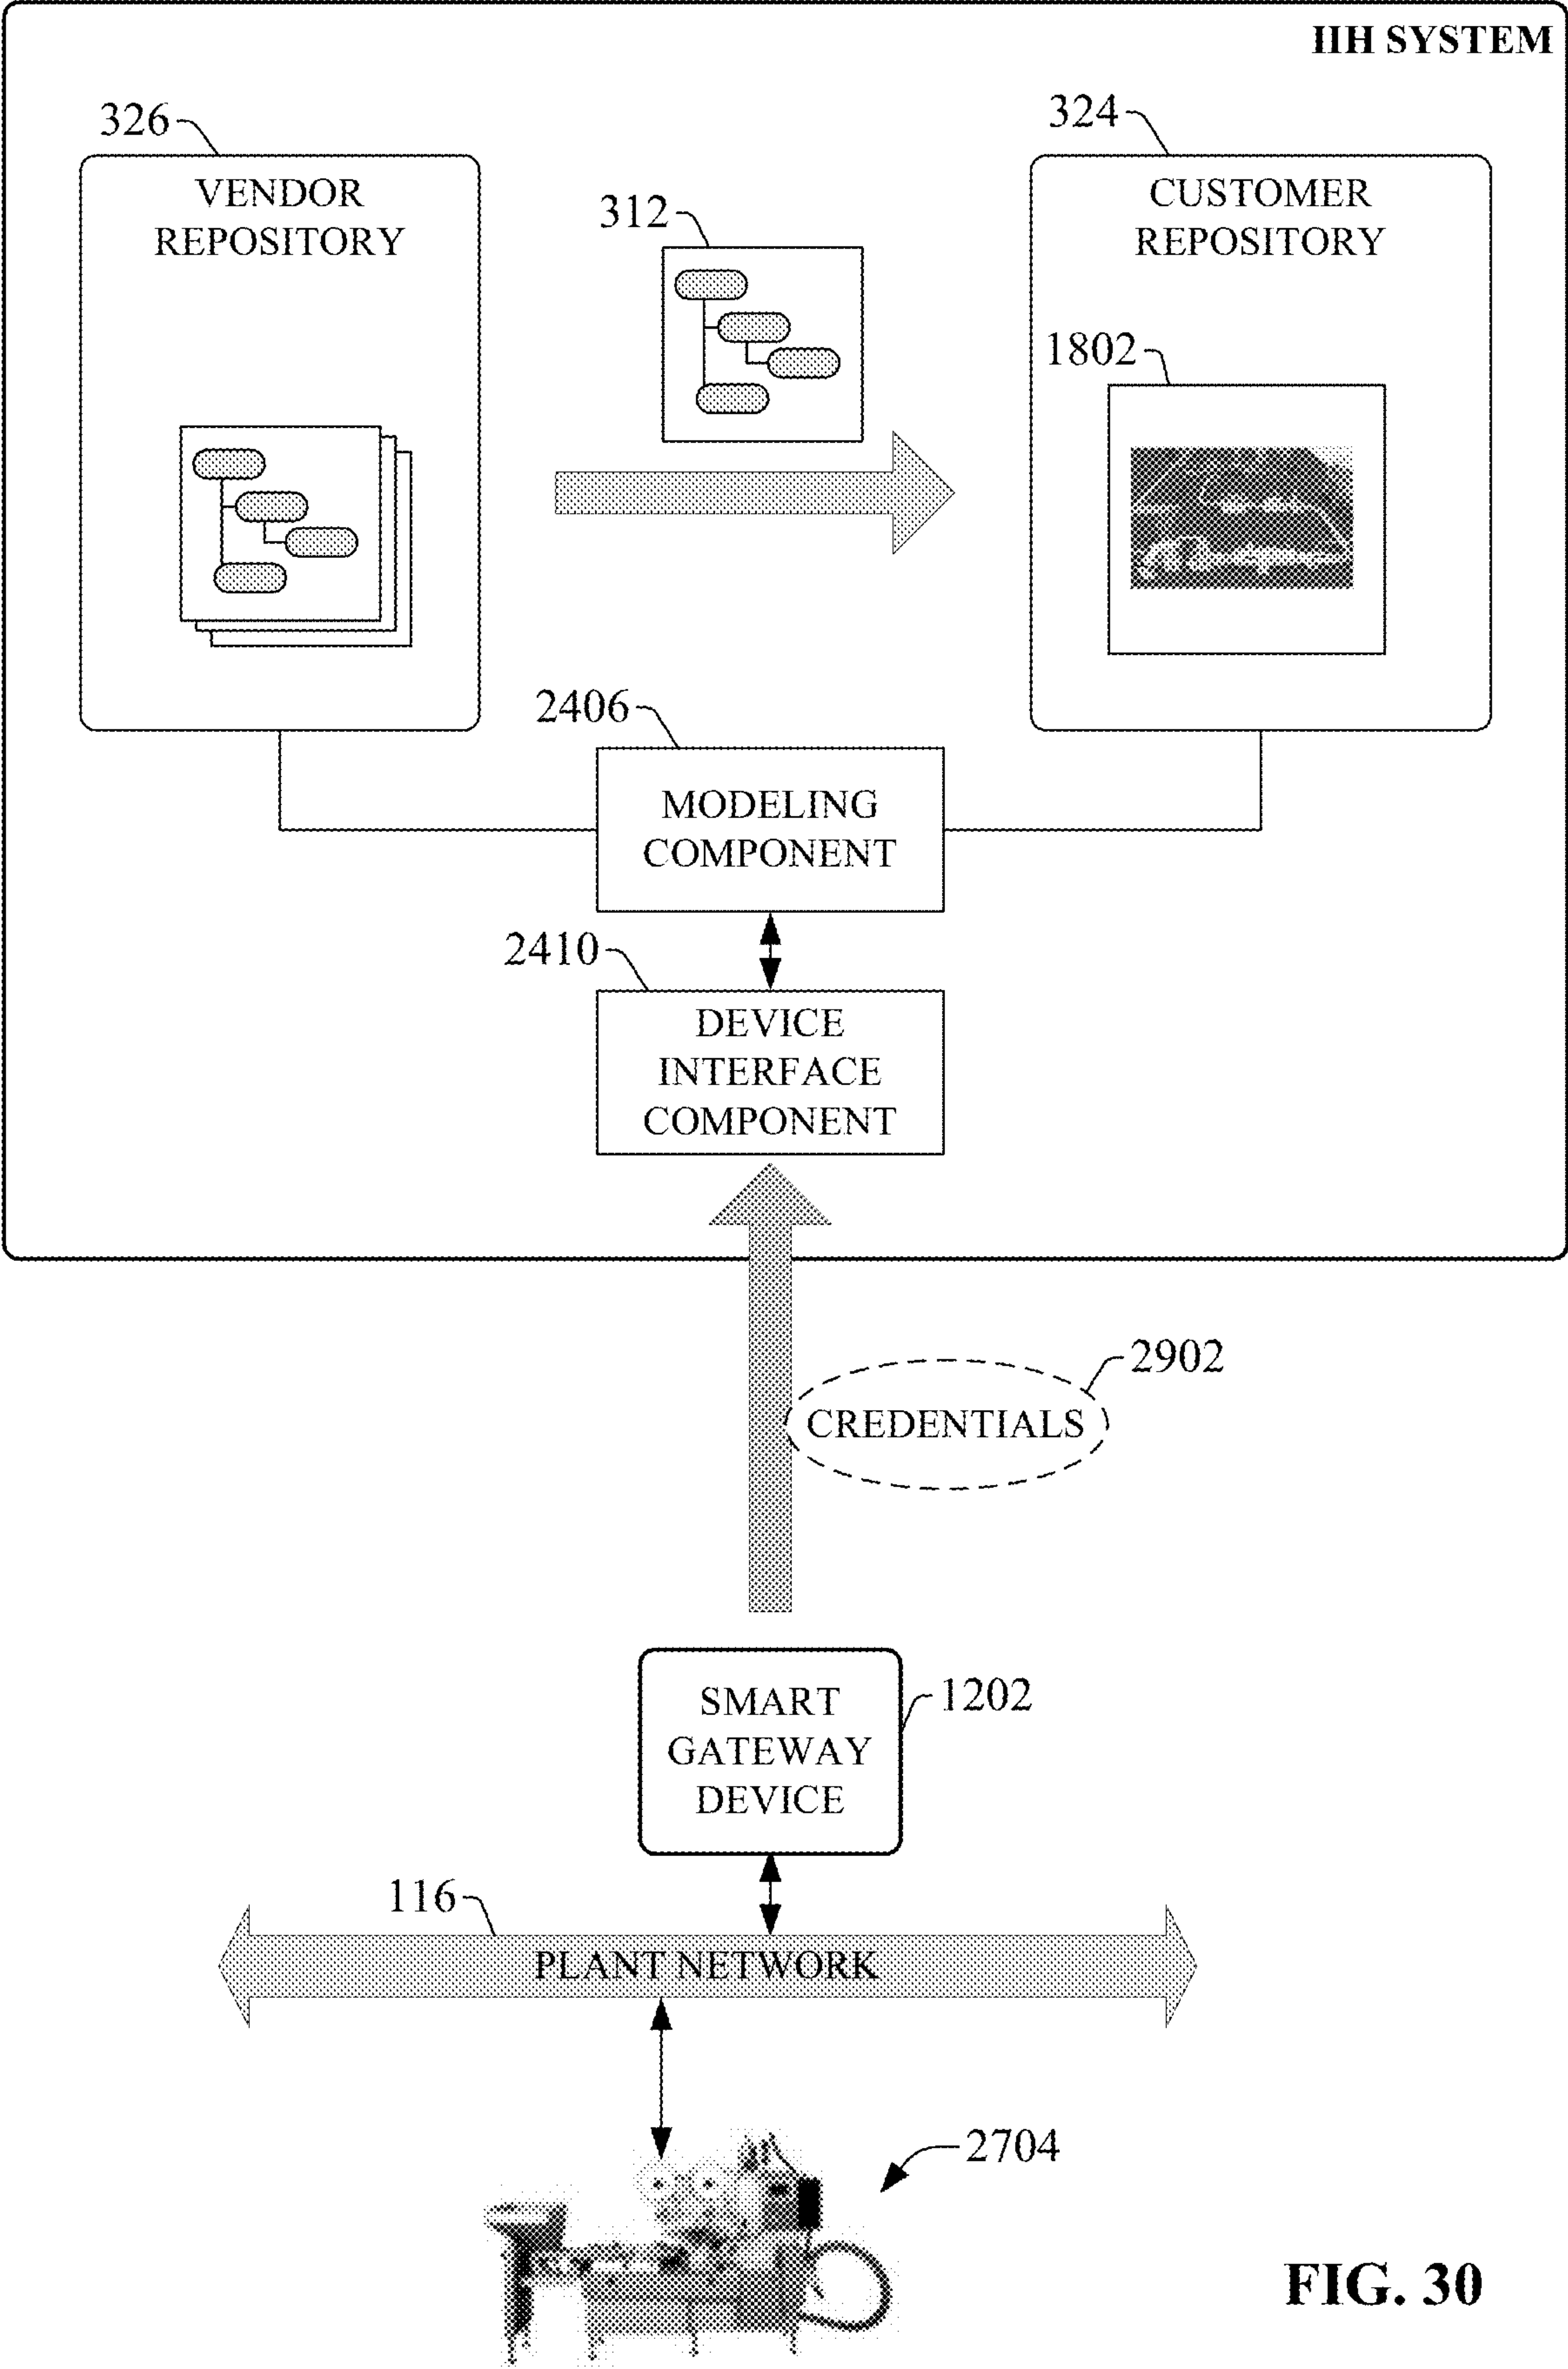 IIH SYSTEM
326
324
VENDOR
REPOSITORY
312
CUSTOMER
REPOSITORY
1802
2406
MODELING
COMPONENT
2410
DEVICE
INTERFACE
COMPONENT
2902
CREDENTIALS
SMART
GATEWAY
DEVICE
1202
116
PLANT NETWORK
2704
FIG. 30